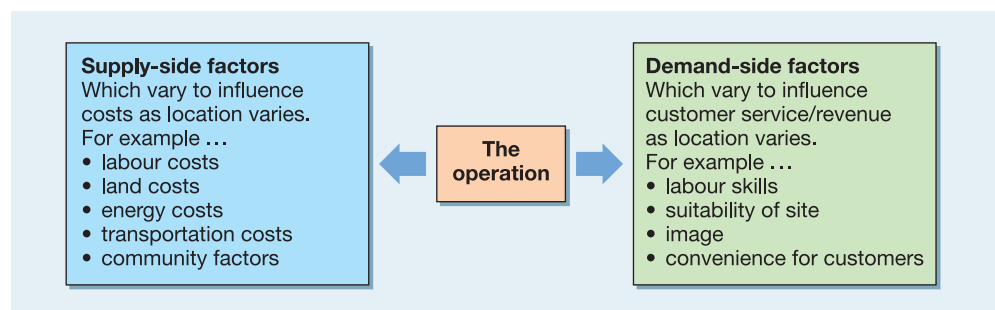 Supply-side factors
Which vary to influence
costs as location varies.
For example ...
• labour costs
• land costs
• energy costs
• transportation costs
• community factors
The
operation
Demand-side factors
Which vary to influence
customer service/revenue
as location varies.
For example ...
• labour skills
• suitability of site
• image
• convenience for customers